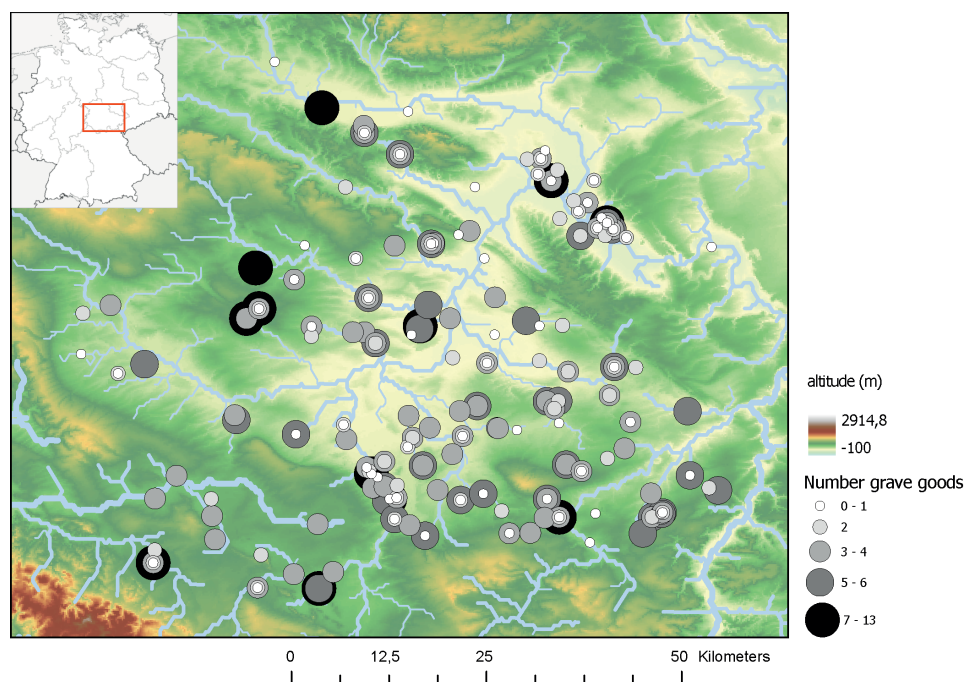 altitude (m)
2914,8
-100
Number grave goods
0 - 1
2
3 - 4
5 - 6
7 - 13
0 12,5 25 50 Kilometers